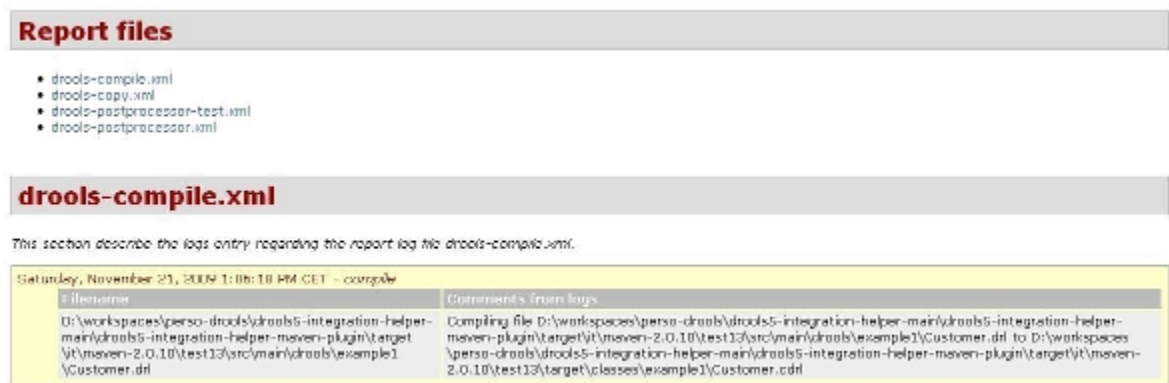 Report files
drools-compile.xml
drools-copy.xml
drools-postprocessor-test.xml
drools-postprocessor.xml
drools-compile.xml
This section describe the logs entry regarding the report log file drools-compile.xml.
Saturday, November 21, 2009 1:06:18 PM CET - compile
Filename
Comments from logs
D:\workspaces\perso-drools\drools5-integration-helper-
main\drools5-integration-helper-maven-plugin\target
\it\maven-2.0.10\test13\src\main\drools\example1
\Customer.drl
Compiling file D:\workspaces\perso-drools\drools5-integration-helper-main\drools5-integration-helper-
maven-plugin\target\it\maven-2.0.10\test13\src\main\drools\example1\Customer.drl to D:\workspaces
\perso-drools\drools5-integration-helper-main\drools5-integration-helper-maven-plugin\target\it\maven-
2.0.10\test13\target\classes\example1\Customer.cdrl